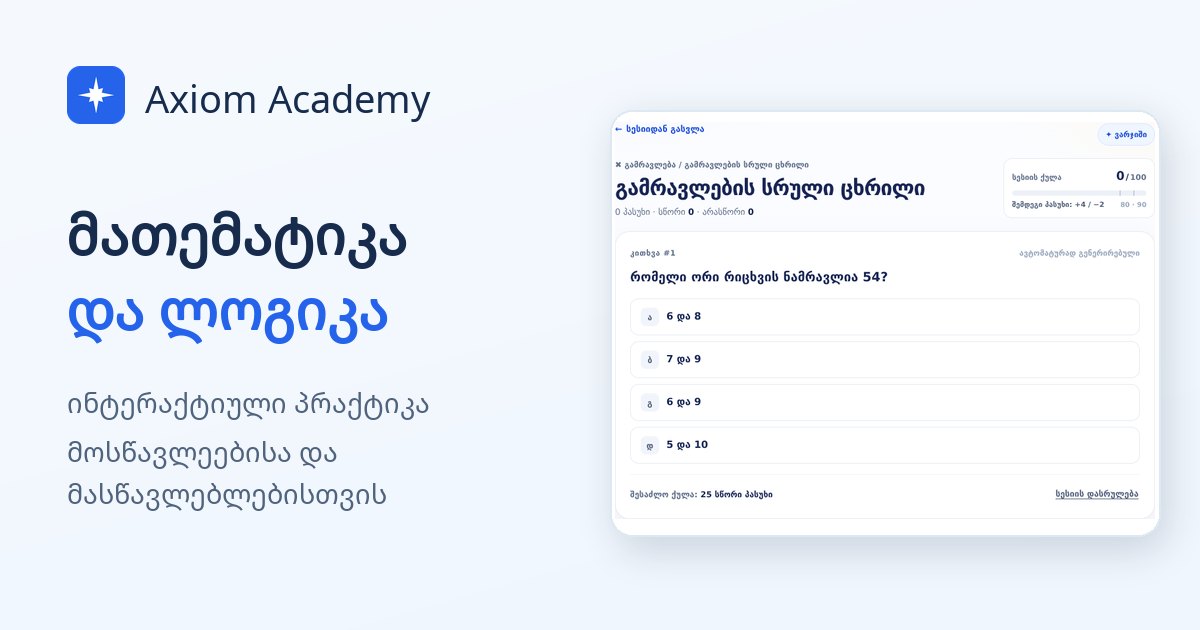 Axiom Academy
მათემატიკა
და ლოგიკა
ინტერაქტიული პრაქტიკა
მოსწავლეებისა და
მასწავლებლებისთვის
← სესიიდან გასვლა
✦ ვარჯიში
✖ გამრავლება / გამრავლების სრული ცხრილი
გამრავლების სრული ცხრილი
0 პასუხი · სწორი 0 · არასწორი 0
სესიის ქულა 0/100
შემდეგი პასუხი: +4 / −2 80 · 90
კითხვა #1 ავტომატურად გენერირებული
რომელი ორი რიცხვის ნამრავლია 54?
ა 6 და 8
ბ 7 და 9
გ 6 და 9
დ 5 და 10
შესაძლო ქულა: 25 სწორი პასუხი სესიის დასრულება